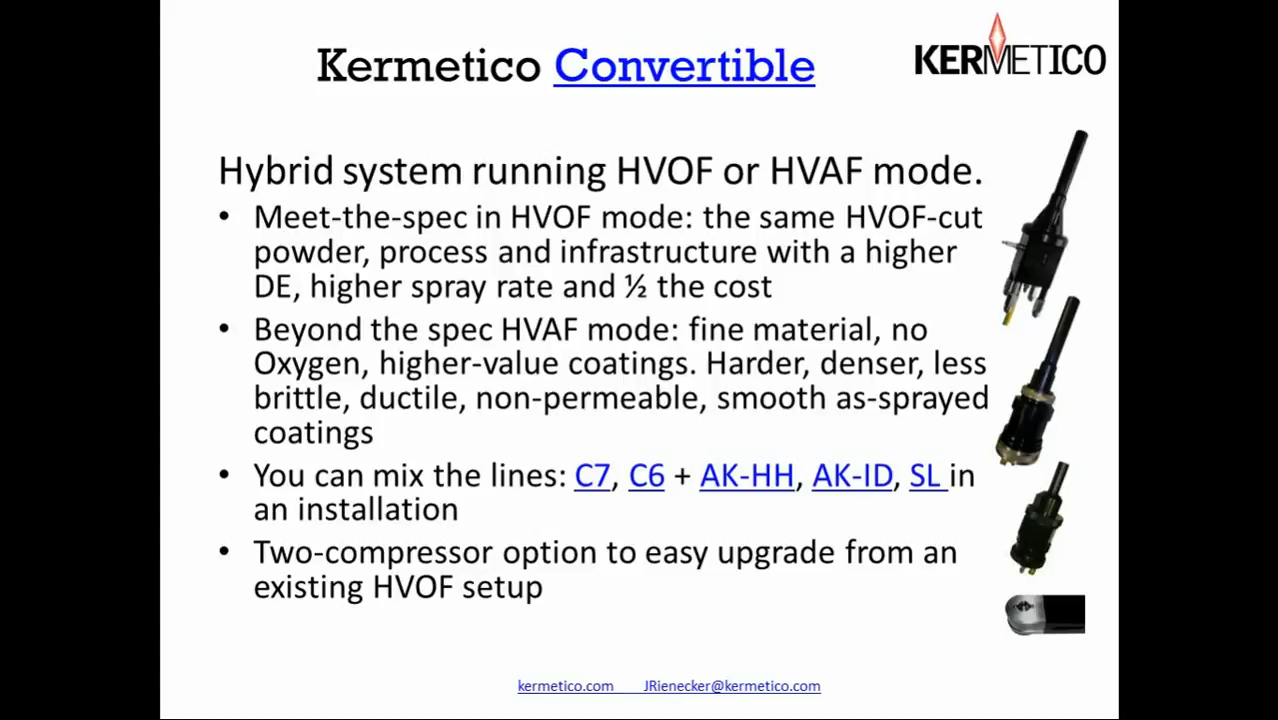 Kermetico Convertible
KERMETICO
Hybrid system running HVOF or HVAF mode.
• Meet-the-spec in HVOF mode: the same HVOF-cut
powder, process and infrastructure with a higher
DE, higher spray rate and ½ the cost
• Beyond the spec HVAF mode: fine material, no
Oxygen, higher-value coatings. Harder, denser, less
brittle, ductile, non-permeable, smooth as-sprayed
coatings
• You can mix the lines: C7, C6 + AK-HH, AK-ID, SL in
an installation
• Two-compressor option to easy upgrade from an
existing HVOF setup
kermetico.com JRienecker@kermetico.com